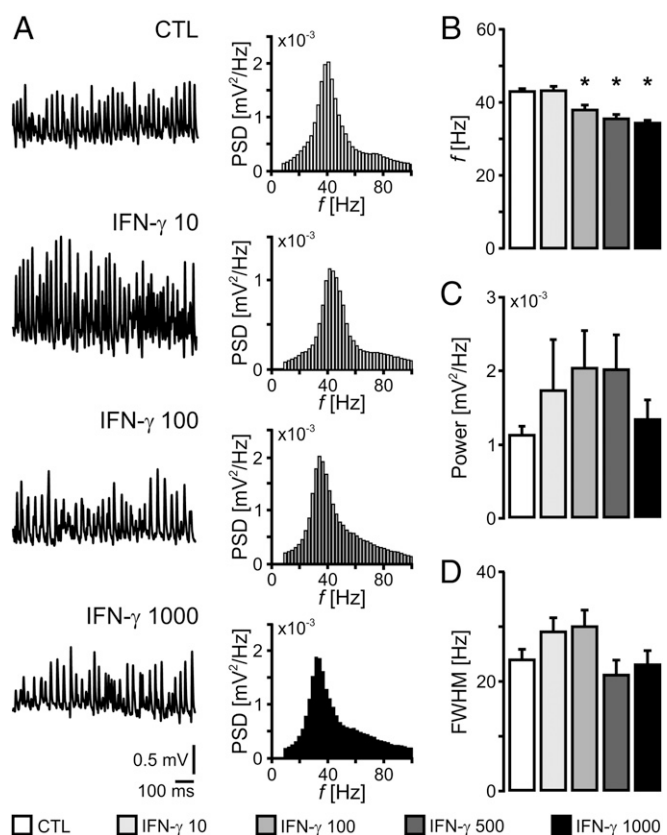 A
CTL
x10⁻³
PSD [mV²/Hz]
2
1
0
0 40 80
f [Hz]
IFN-γ 10
x10⁻³
PSD [mV²/Hz]
1
0
0 40 80
f [Hz]
IFN-γ 100
x10⁻³
PSD [mV²/Hz]
2
1
0
0 40 80
f [Hz]
IFN-γ 1000
x10⁻³
PSD [mV²/Hz]
2
1
0
0 40 80
f [Hz]
0.5 mV
100 ms
B
f [Hz]
60
40
20
0
* * *
C
x10⁻³
Power [mV²/Hz]
3
2
1
0
D
FWHM [Hz]
40
20
0
CTL IFN-γ 10 IFN-γ 100 IFN-γ 500 IFN-γ 1000